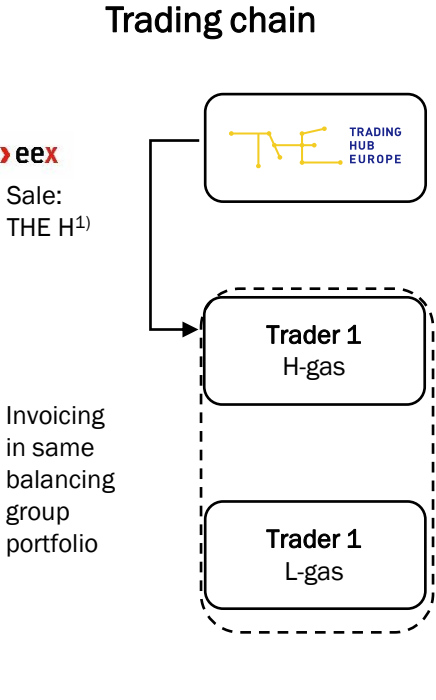 Trading chain
eex
Sale:
THE H1)
THE
TRADING
HUB
EUROPE
Trader 1
H-gas
Invoicing
in same
balancing
group
portfolio
Trader 1
L-gas